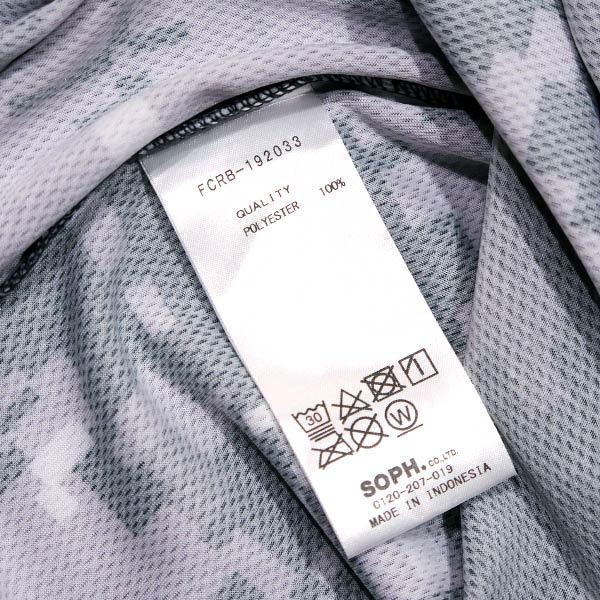 FCRB-192033
QUALITY
POLYESTER 100%
30
W
SOPH. CO.,LTD.
0120-207-019
MADE IN INDONESIA